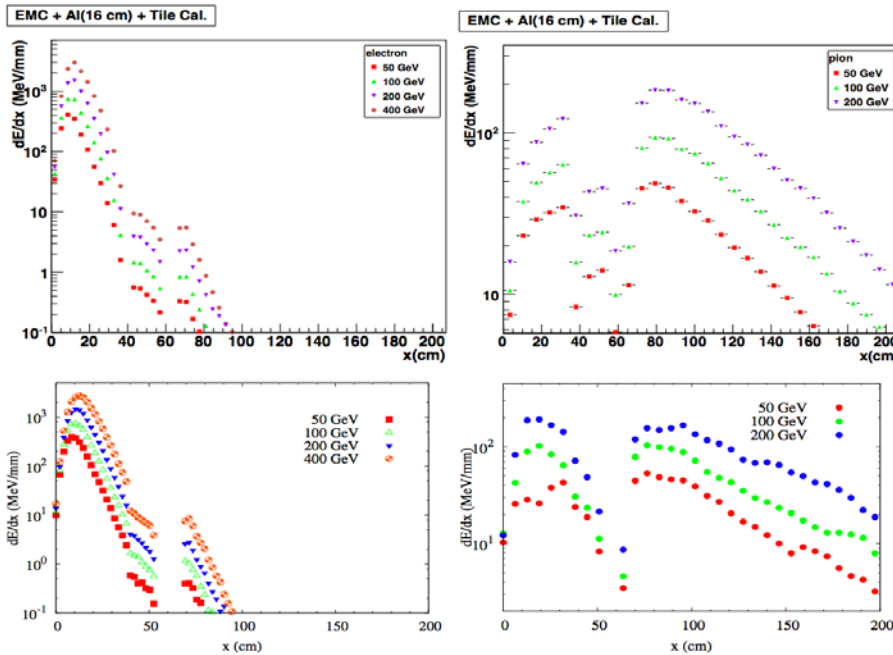 EMC + Al(16 cm) + Tile Cal.
dE/dx (MeV/mm)
10³
10²
10
1
10⁻¹
electron
50 GeV
100 GeV
200 GeV
400 GeV
0 20 40 60 80 100 120 140 160 180 200
x(cm)
EMC + Al(16 cm) + Tile Cal.
dE/dx (MeV/mm)
10²
10
pion
50 GeV
100 GeV
200 GeV
0 20 40 60 80 100 120 140 160 180 200
x(cm)
dE/dx (MeV/mm)
10³
10²
10¹
10⁰
10⁻¹
50 GeV
100 GeV
200 GeV
400 GeV
0 50 100 150 200
x (cm)
dE/dx (MeV/mm)
10²
10¹
50 GeV
100 GeV
200 GeV
0 50 100 150 200
x (cm)